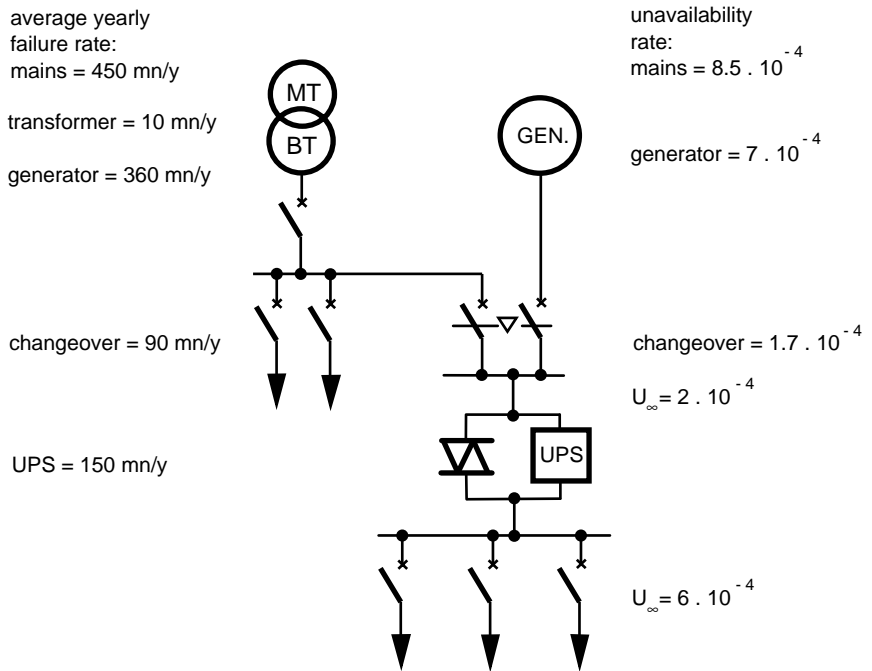 average yearly
failure rate:
mains = 450 mn/y
transformer = 10 mn/y
generator = 360 mn/y
changeover = 90 mn/y
UPS = 150 mn/y
MT
BT
GEN.
UPS
unavailability
rate:
mains = 8.5 . 10⁻⁴
generator = 7 . 10⁻⁴
changeover = 1.7 . 10⁻⁴
U∞ = 2 . 10⁻⁴
U∞ = 6 . 10⁻⁴